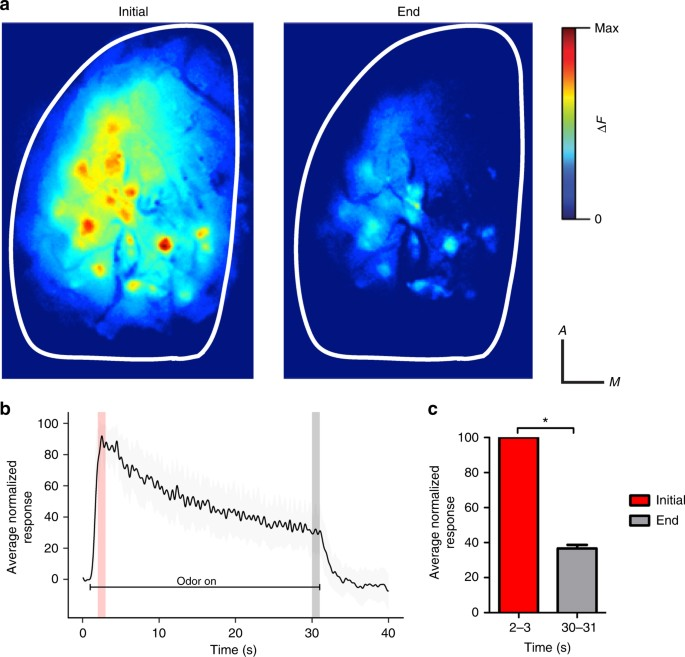 a
Initial
End
Max
ΔF
0
A
M
b
Average normalized
response
100
80
60
40
20
0
Odor on
0
10
20
30
40
Time (s)
c
Average normalized
response
100
80
60
40
20
0
*
2–3
30–31
Time (s)
Initial
End